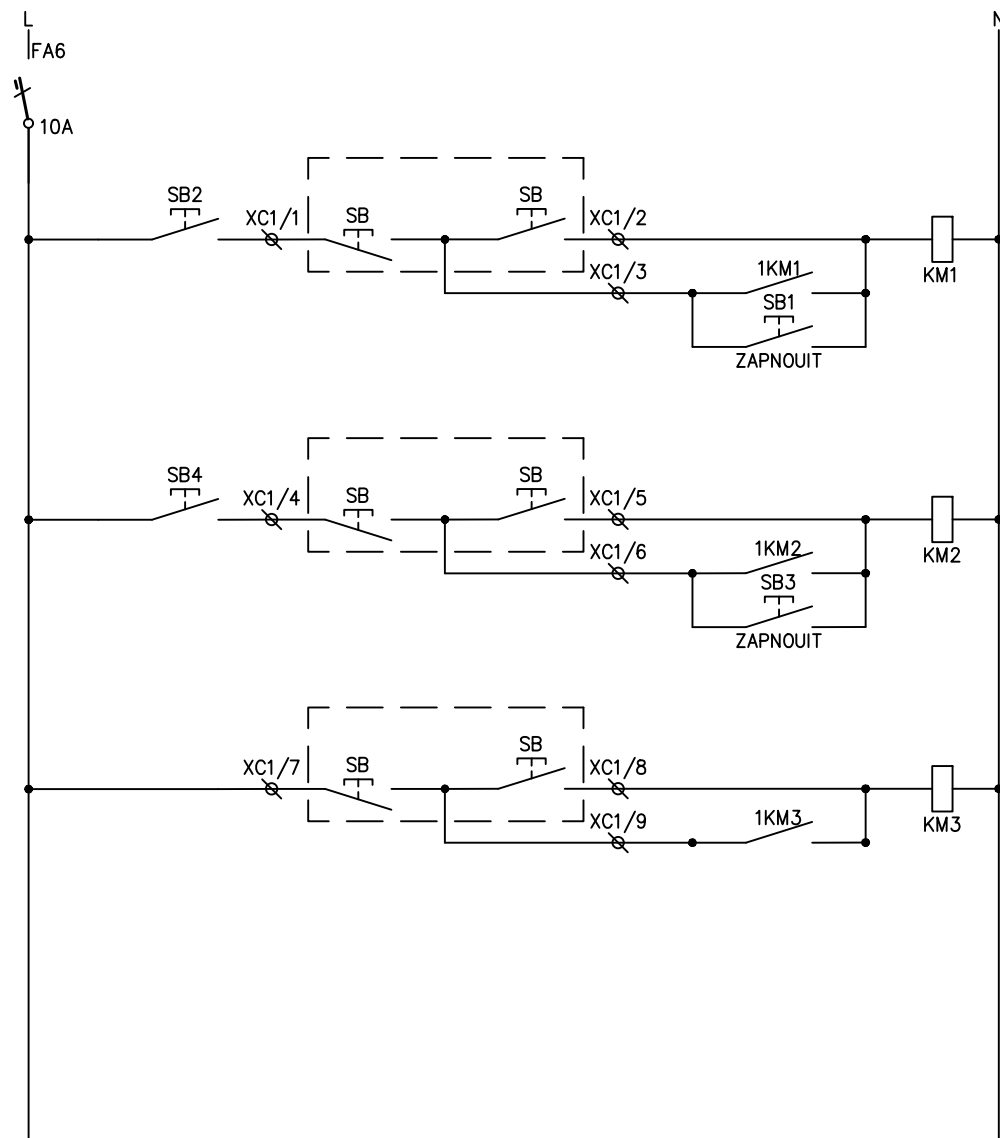 L N
FA6
10A
SB2 SB SB
XC1/1 XC1/2
XC1/3 1KM1 KM1
SB1
ZAPNOUIT
SB4 SB SB
XC1/4 XC1/5
XC1/6 1KM2 KM2
SB3
ZAPNOUIT
SB SB
XC1/7 XC1/8
XC1/9 1KM3 KM3